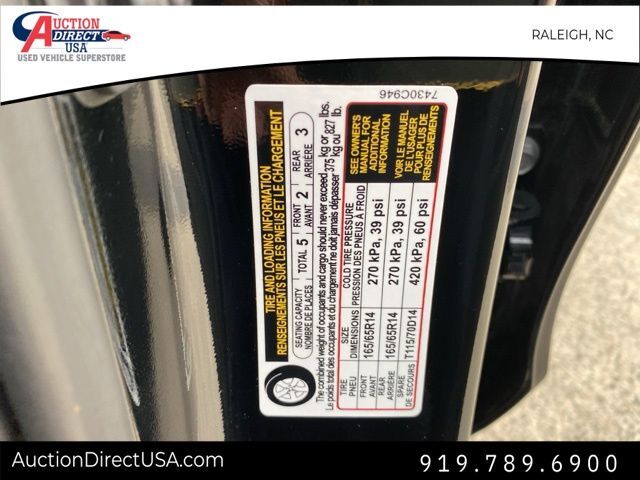 AUCTION
DIRECT
USA
USED VEHICLE SUPERSTORE
RALEIGH, NC
7430C946
TIRE AND LOADING INFORMATION
RENSEIGNEMENTS SUR LES PNEUS ET LE CHARGEMENT
SEATING CAPACITY TOTAL 5 FRONT 2 REAR 3
NOMBRE DE PLACES AVANT ARRIÈRE
The combined weight of occupants and cargo should never exceed 375 kg or 827 lbs.
Le poids total des occupants et du chargement ne doit jamais dépasser 375 kg ou 827 lb.
TIRE SIZE COLD TIRE PRESSURE
PNEU DIMENSIONS PRESSION DES PNEUS À FROID
FRONT
AVANT 165/65R14 270 kPa, 39 psi
REAR
ARRIÈRE 165/65R14 270 kPa, 39 psi
SPARE
DE SECOURS T115/70D14 420 kPa, 60 psi
SEE OWNER'S
MANUAL FOR
ADDITIONAL
INFORMATION
VOIR LE MANUEL
DE L'USAGER
POUR PLUS DE
RENSEIGNEMENTS
AuctionDirectUSA.com
919.789.6900